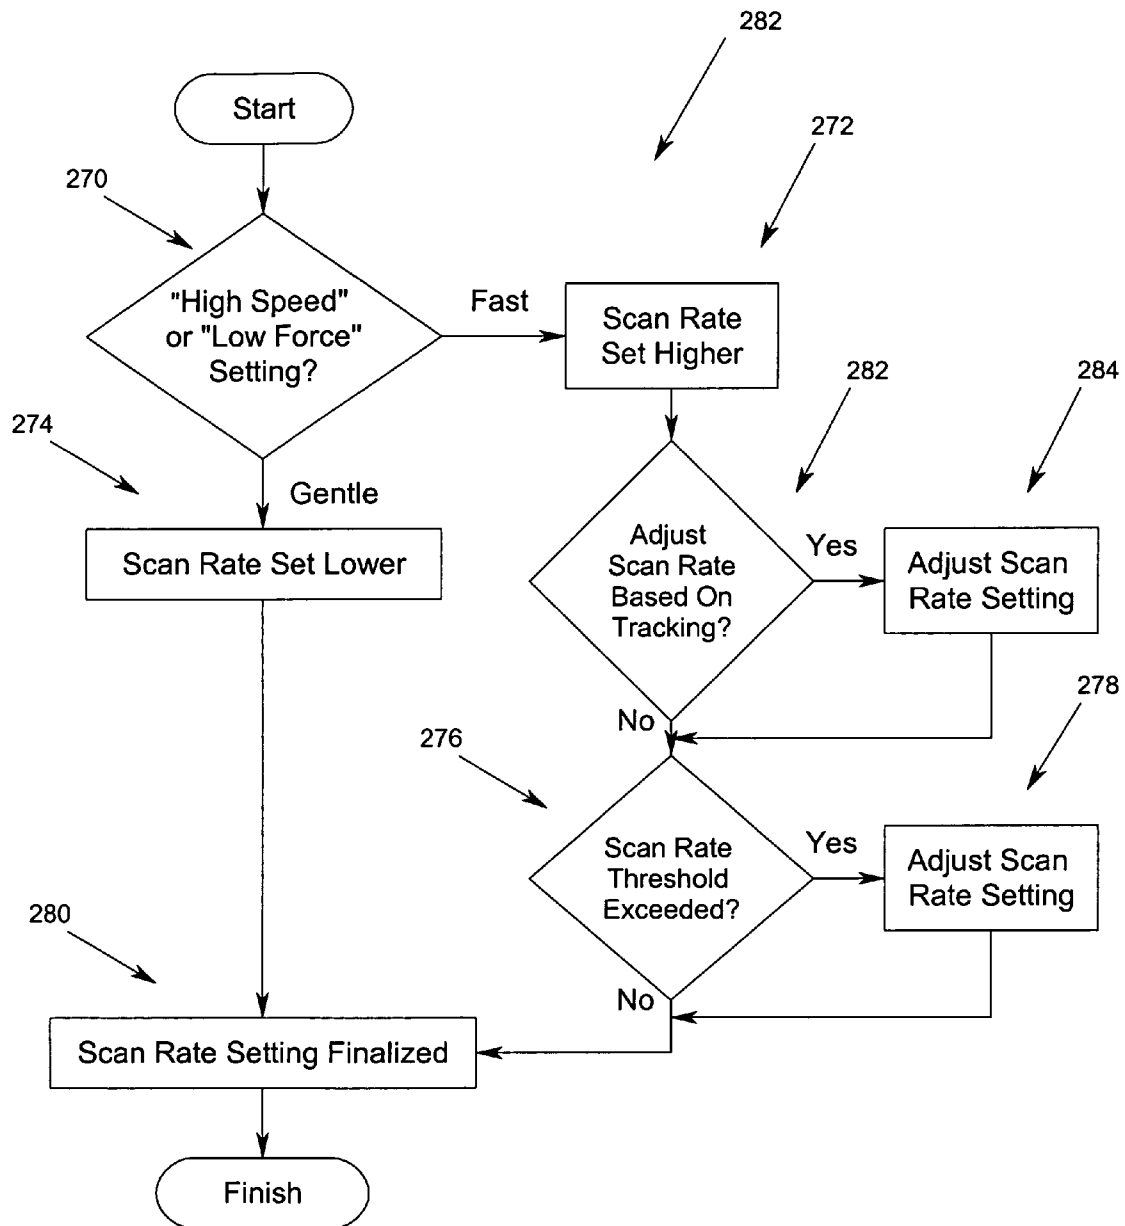 282
Start
272
270
"High Speed"
or "Low Force"
Setting?
Fast
Scan Rate
Set Higher
282
284
274
Gentle
Scan Rate Set Lower
Adjust
Scan Rate
Based On
Tracking?
Yes
Adjust Scan
Rate Setting
No
278
276
Scan Rate
Threshold
Exceeded?
Yes
Adjust Scan
Rate Setting
280
No
Scan Rate Setting Finalized
Finish